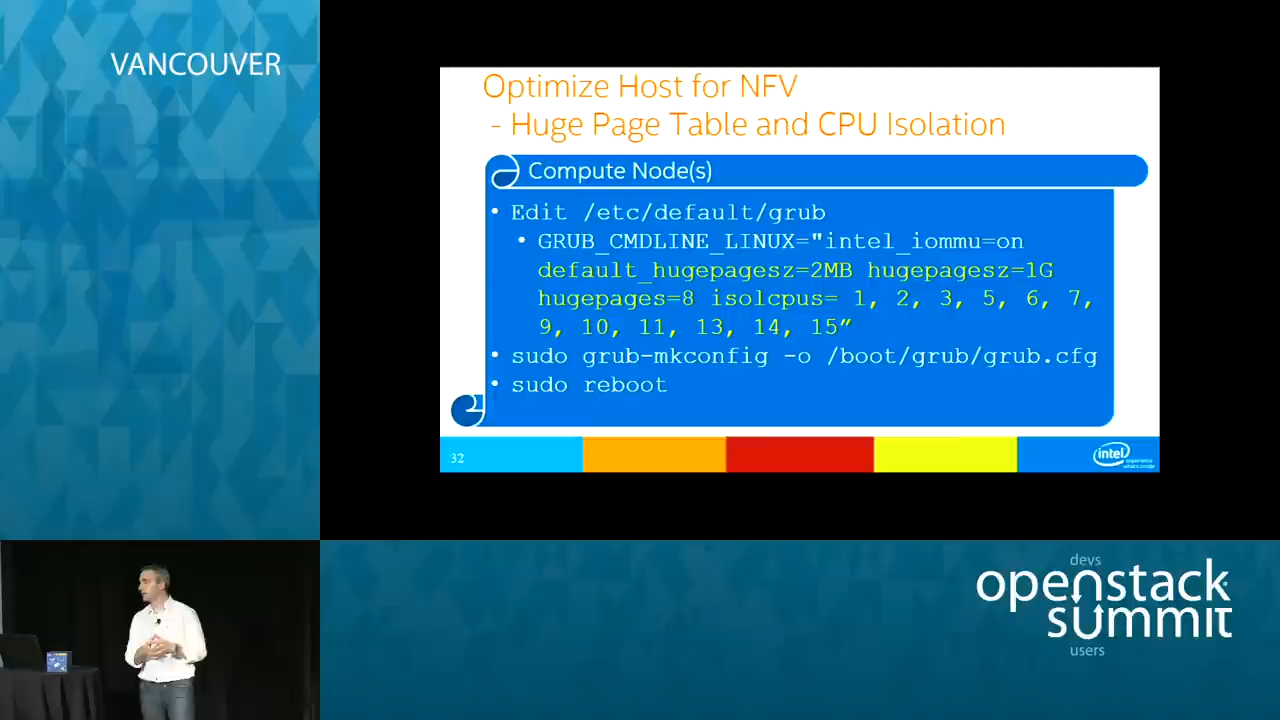 VANCOUVER
Optimize Host for NFV
- Huge Page Table and CPU Isolation
Compute Node(s)
• Edit /etc/default/grub
• GRUB_CMDLINE_LINUX="intel_iommu=on
default_hugepagesz=2MB hugepagesz=1G
hugepages=8 isolcpus= 1, 2, 3, 5, 6, 7,
9, 10, 11, 13, 14, 15”
• sudo grub-mkconfig -o /boot/grub/grub.cfg
• sudo reboot
32
intel
devs
openstack
summit
users